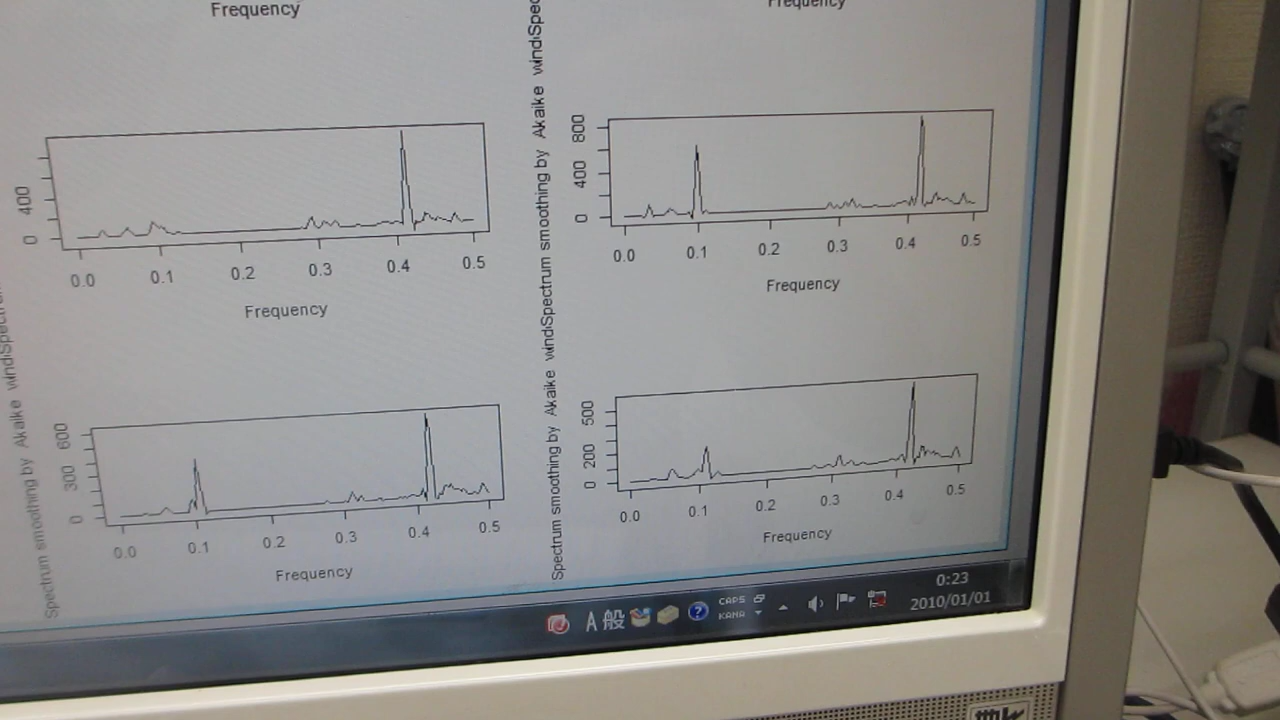 Frequency
Frequency
Spectrum smoothing by Akaike windiSpectrum smoothing by Akaike windiSpec
400
0
0.0 0.1 0.2 0.3 0.4 0.5
Frequency
800
400
0
0.0 0.1 0.2 0.3 0.4 0.5
Frequency
Spectrum smoothing by Akaike windiSpectru
600
300
0
0.0 0.1 0.2 0.3 0.4 0.5
Frequency
500
200
0
0.0 0.1 0.2 0.3 0.4 0.5
Frequency
A 般
?
CAPS
KANA
0:23
2010/01/01